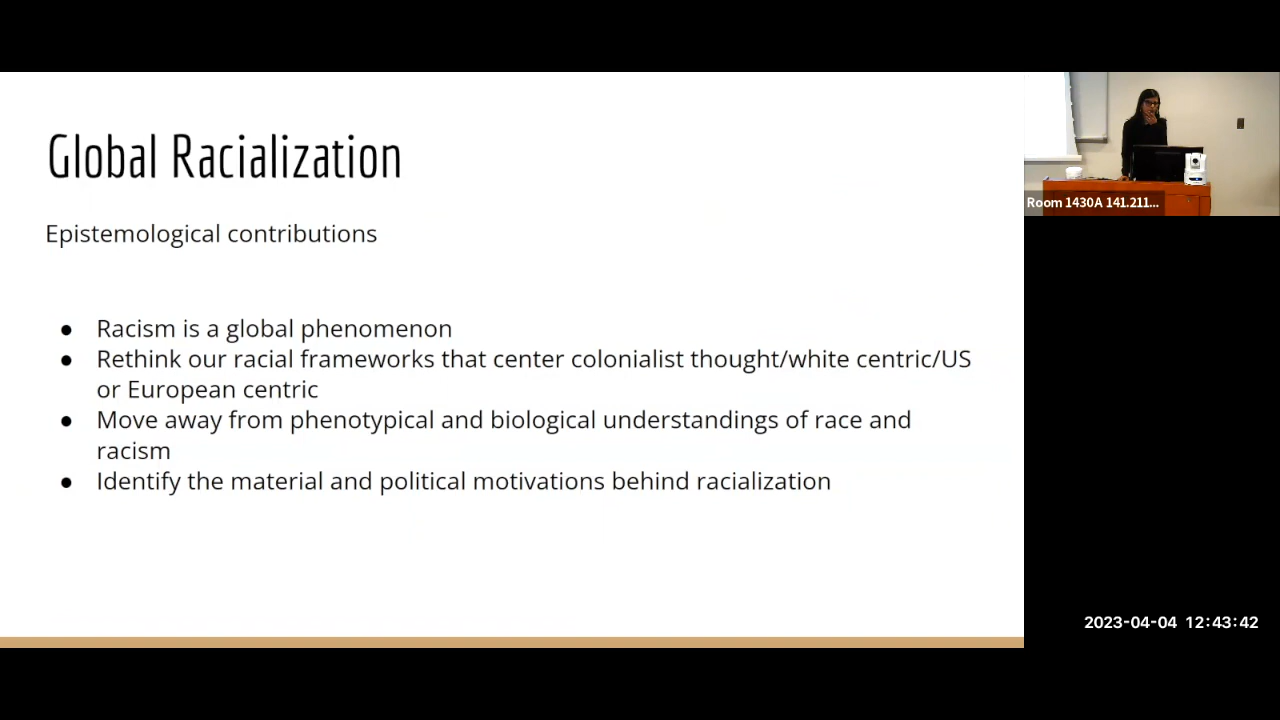 Global Racialization
Epistemological contributions
● Racism is a global phenomenon
● Rethink our racial frameworks that center colonialist thought/white centric/US
or European centric
● Move away from phenotypical and biological understandings of race and
racism
● Identify the material and political motivations behind racialization
Room 1430A 141.211...
2023-04-04 12:43:42